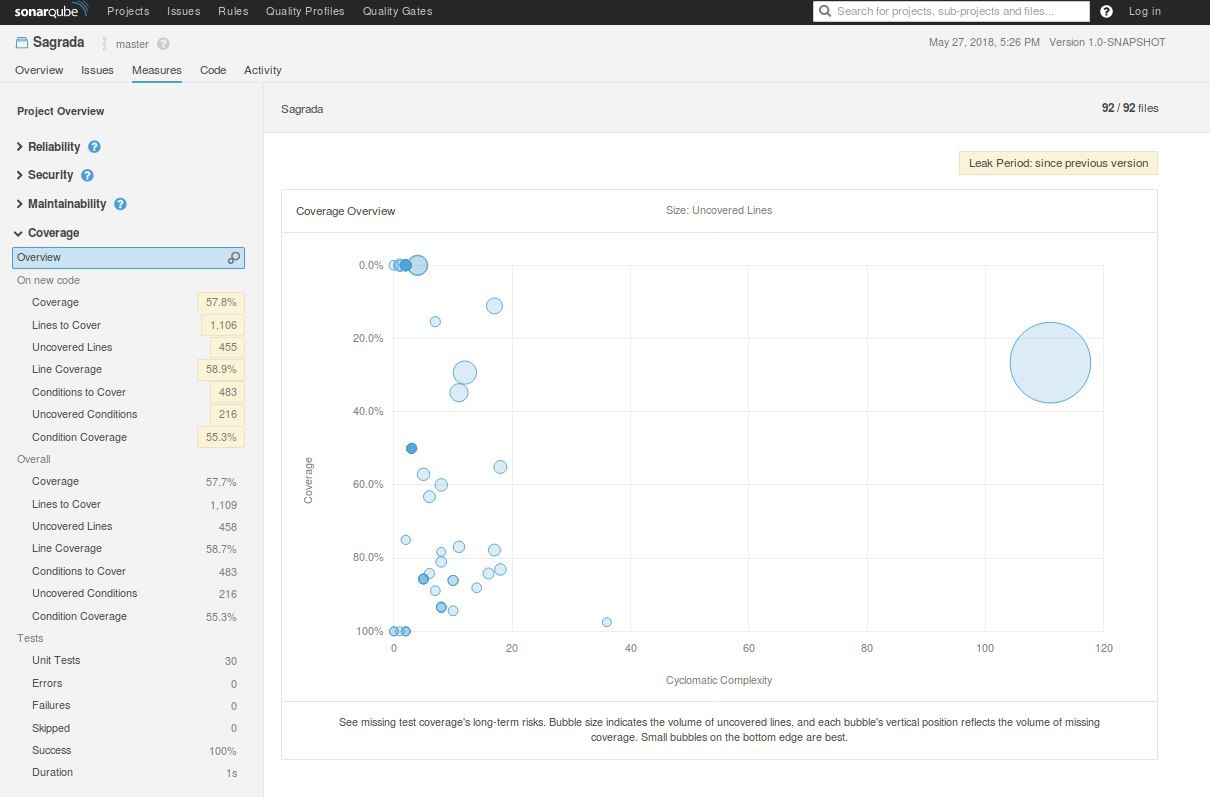 sonarqube Projects Issues Rules Quality Profiles Quality Gates Search for projects, sub-projects and files... ? Log in
Sagrada master ? May 27, 2018, 5:26 PM Version 1.0-SNAPSHOT
Overview Issues Measures Code Activity
Project Overview
Reliability ?
Security ?
Maintainability ?
Coverage
Overview
On new code
Coverage 57.8%
Lines to Cover 1,106
Uncovered Lines 455
Line Coverage 58.9%
Conditions to Cover 483
Uncovered Conditions 216
Condition Coverage 55.3%
Overall
Coverage 57.7%
Lines to Cover 1,109
Uncovered Lines 458
Line Coverage 58.7%
Conditions to Cover 483
Uncovered Conditions 216
Condition Coverage 55.3%
Tests
Unit Tests 30
Errors 0
Failures 0
Skipped 0
Success 100%
Duration 1s
Sagrada 92 / 92 files
Leak Period: since previous version
Coverage Overview Size: Uncovered Lines
0.0%
20.0%
40.0%
60.0%
80.0%
100%
Coverage
0 20 40 60 80 100 120
Cyclomatic Complexity
See missing test coverage's long-term risks. Bubble size indicates the volume of uncovered lines, and each bubble's vertical position reflects the volume of missing
coverage. Small bubbles on the bottom edge are best.